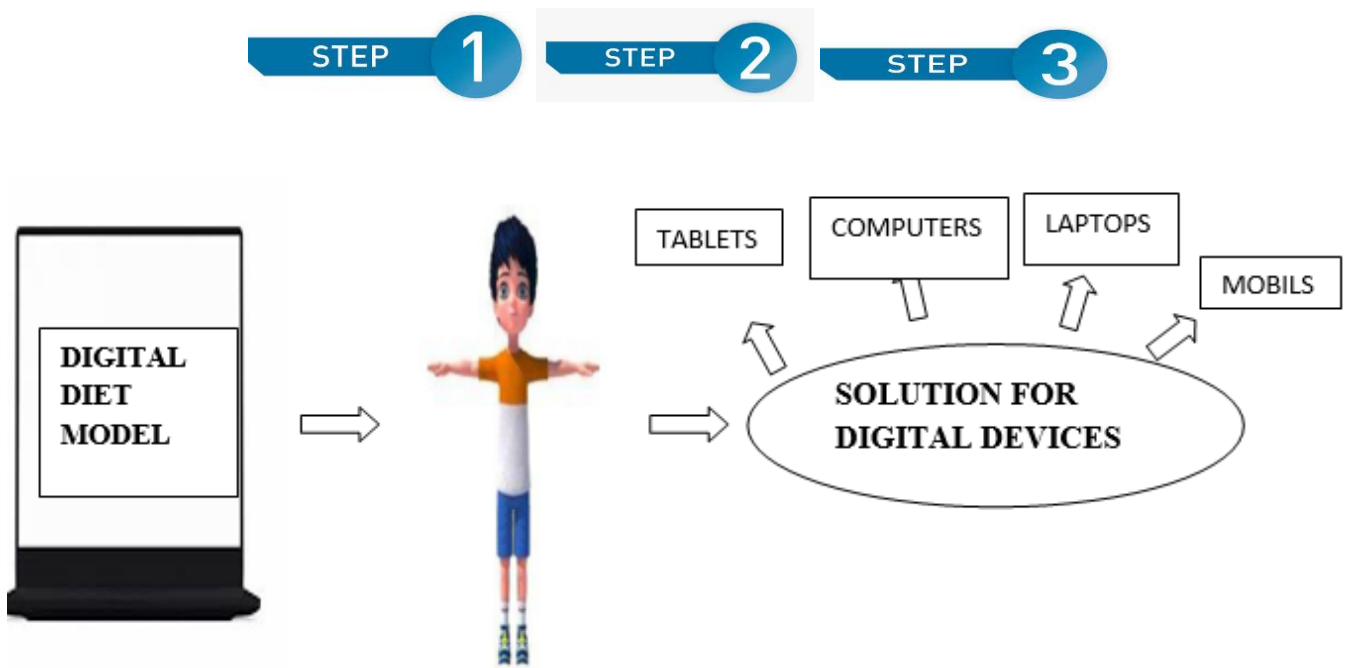 STEP 1
STEP 2
STEP 3
TABLETS
COMPUTERS
LAPTOPS
MOBILS
DIGITAL
DIET
MODEL
SOLUTION FOR
DIGITAL DEVICES